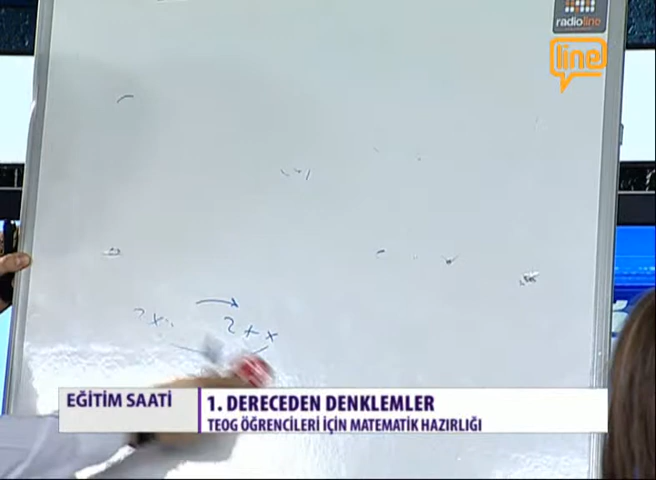 radioline
line
2x
2 + x
EĞİTİM SAATİ
1. DERECEDEN DENKLEMLER
TEOG ÖĞRENCİLERİ İÇİN MATEMATİK HAZIRLIĞI